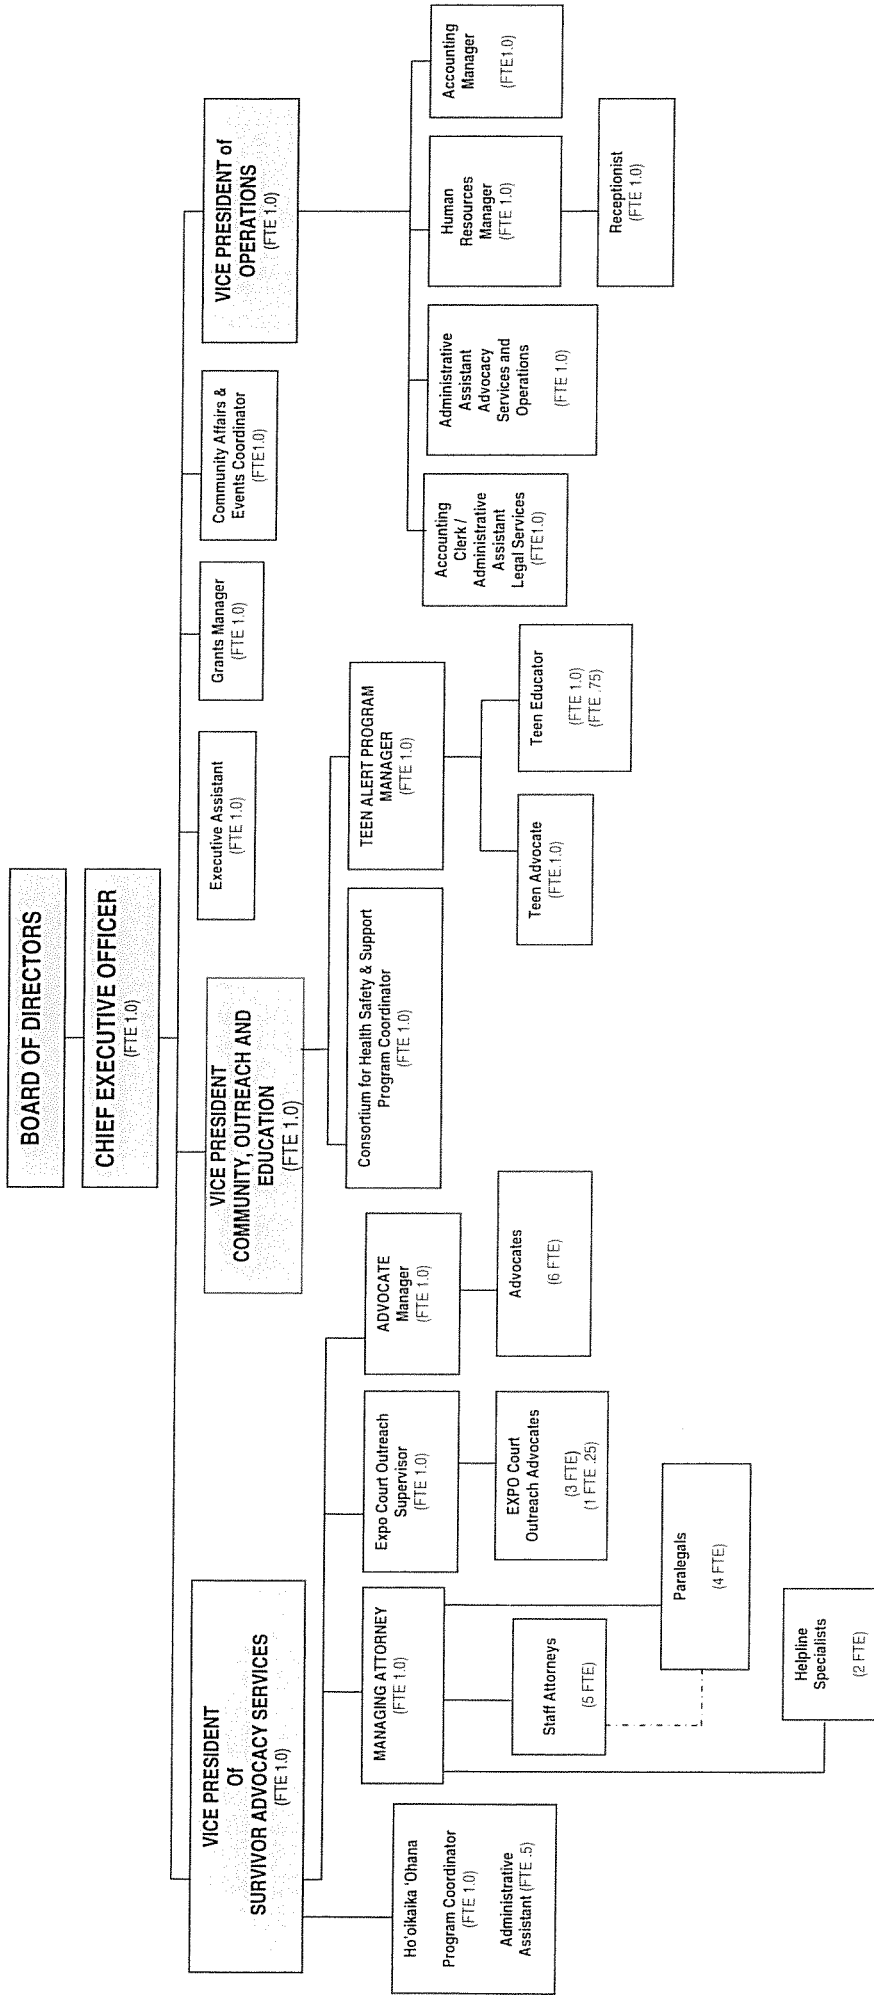 BOARD OF DIRECTORS
CHIEF EXECUTIVE OFFICER
(FTE 1.0)
VICE PRESIDENT
Of
SURVIVOR ADVOCACY SERVICES
(FTE 1.0)
VICE PRESIDENT
COMMUNITY, OUTREACH AND
EDUCATION
(FTE 1.0)
Executive Assistant
(FTE 1.0)
Grants Manager
(FTE 1.0)
Community Affairs &
Events Coordinator
(FTE1.0)
VICE PRESIDENT of
OPERATIONS
(FTE 1.0)
Ho'oikaika 'Ohana
Program Coordinator
(FTE 1.0)
Administrative
Assistant (FTE .5)
MANAGING ATTORNEY
(FTE 1.0)
Expo Court Outreach
Supervisor
(FTE 1.0)
ADVOCATE
Manager
(FTE 1.0)
Consortium for Health Safety & Support
Program Coordinator
(FTE 1.0)
TEEN ALERT PROGRAM
MANAGER
(FTE 1.0)
Accounting
Clerk /
Administrative
Assistant
Legal Services
(FTE1.0)
Administrative
Assistant
Advocacy
Services and
Operations
(FTE 1.0)
Human
Resources
Manager
(FTE 1.0)
Accounting
Manager
(FTE1.0)
Staff Attorneys
(5 FTE)
EXPO Court
Outreach Advocates
(3 FTE)
(1 FTE .25)
Advocates
(6 FTE)
Teen Advocate
(FTE.1.0)
Teen Educator
(FTE 1.0)
(FTE .75)
Receptionist
(FTE 1.0)
Paralegals
(4 FTE)
Helpline
Specialists
(2 FTE)